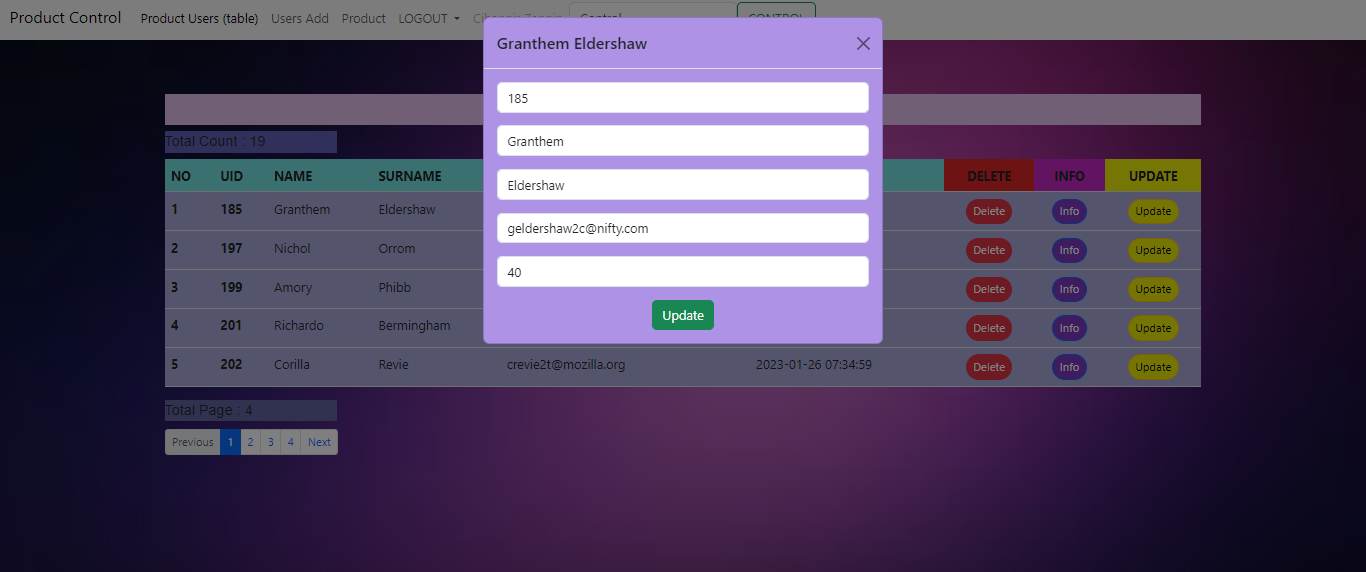 Product Control Product Users (table) Users Add Product LOGOUT Cihangir Zengin Control CONTROL
Granthem Eldershaw
185
Granthem
Eldershaw
geldershaw2c@nifty.com
40
Update
Total Count : 19
NO UID NAME SURNAME DELETE INFO UPDATE
1 185 Granthem Eldershaw Delete Info Update
2 197 Nichol Orrom Delete Info Update
3 199 Amory Phibb Delete Info Update
4 201 Richardo Bermingham Delete Info Update
5 202 Corilla Revie crevie2t@mozilla.org 2023-01-26 07:34:59 Delete Info Update
Total Page : 4
Previous 1 2 3 4 Next